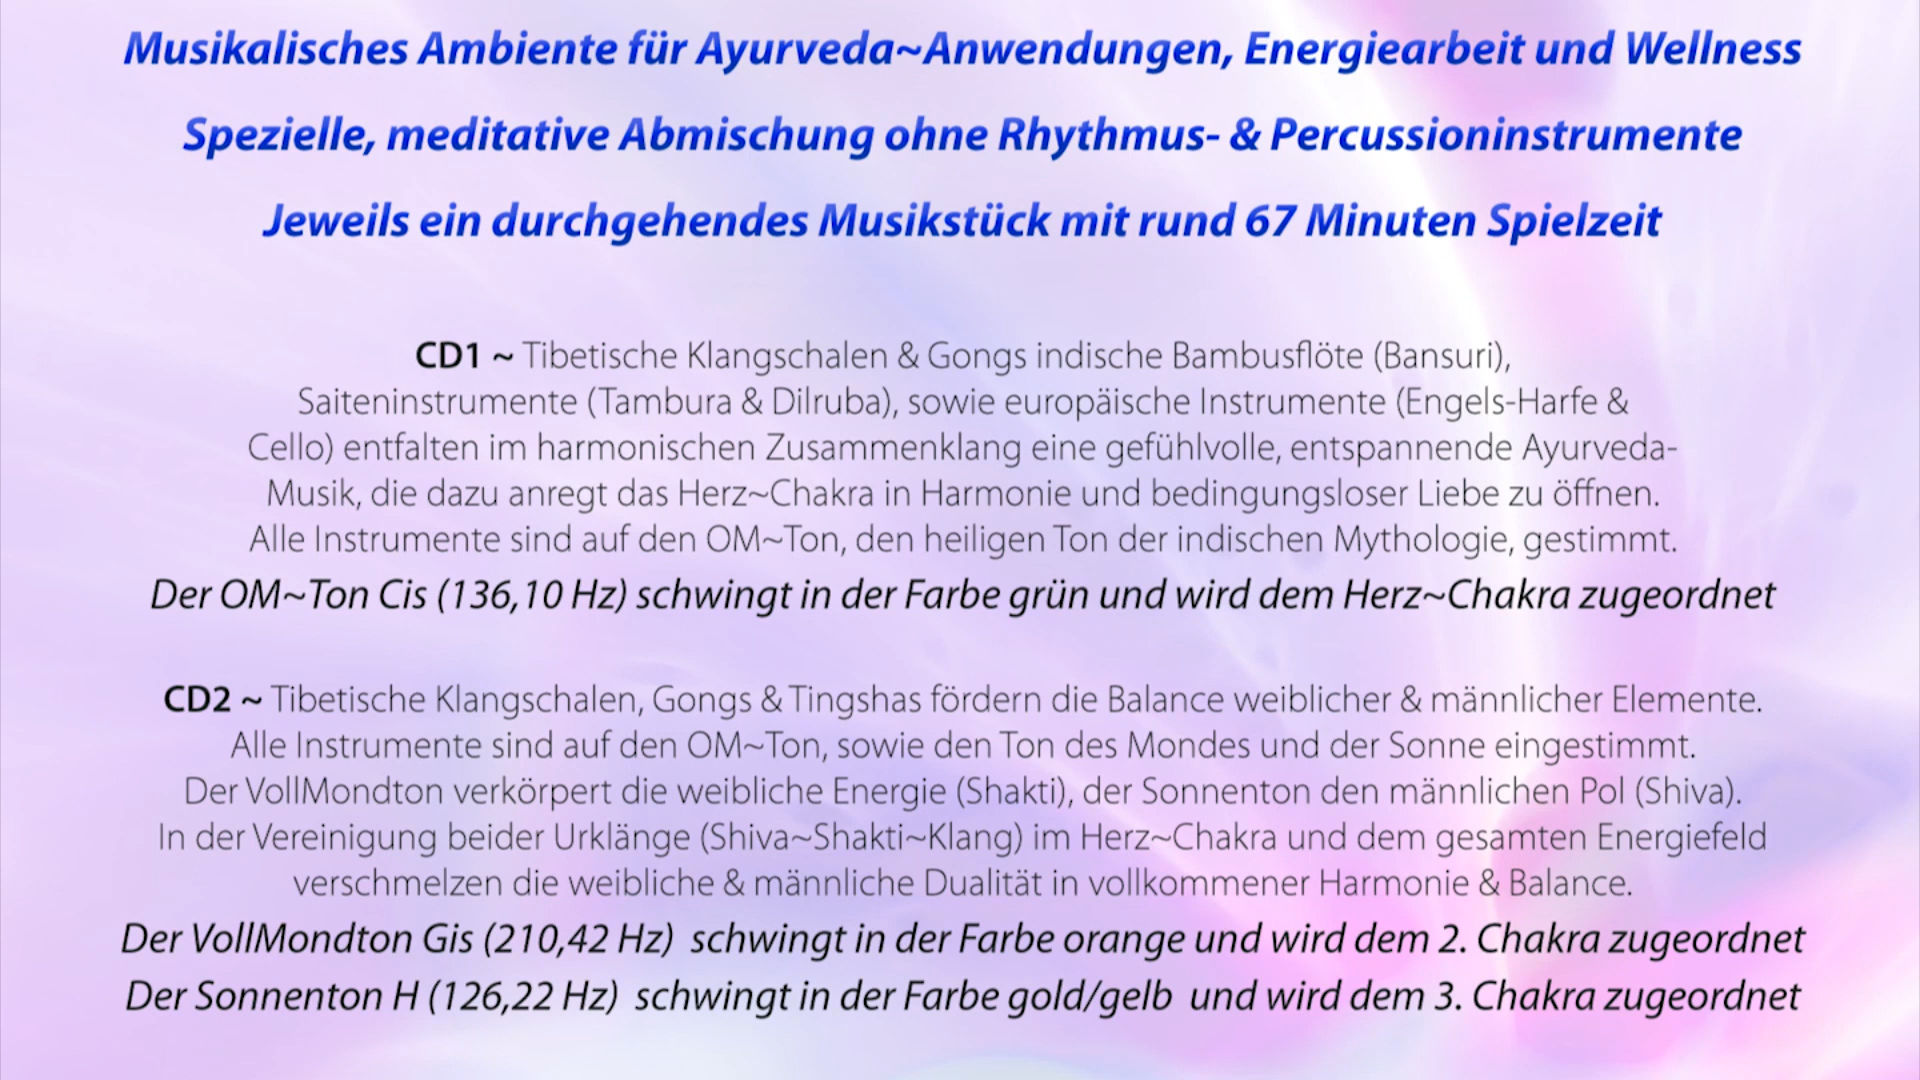 Musikalisches Ambiente für Ayurveda~Anwendungen, Energiearbeit und Wellness
Spezielle, meditative Abmischung ohne Rhythmus- & Percussioninstrumente
Jeweils ein durchgehendes Musikstück mit rund 67 Minuten Spielzeit
CD1 ~ Tibetische Klangschalen & Gongs indische Bambusflöte (Bansuri),
Saiteninstrumente (Tambura & Dilruba), sowie europäische Instrumente (Engels-Harfe &
Cello) entfalten im harmonischen Zusammenklang eine gefühlvolle, entspannende Ayurveda-
Musik, die dazu anregt das Herz~Chakra in Harmonie und bedingungsloser Liebe zu öffnen.
Alle Instrumente sind auf den OM~Ton, den heiligen Ton der indischen Mythologie, gestimmt.
Der OM~Ton Cis (136,10 Hz) schwingt in der Farbe grün und wird dem Herz~Chakra zugeordnet
CD2 ~ Tibetische Klangschalen, Gongs & Tingshas fördern die Balance weiblicher & männlicher Elemente.
Alle Instrumente sind auf den OM~Ton, sowie den Ton des Mondes und der Sonne eingestimmt.
Der VollMondton verkörpert die weibliche Energie (Shakti), der Sonnenton den männlichen Pol (Shiva).
In der Vereinigung beider Urklänge (Shiva~Shakti~Klang) im Herz~Chakra und dem gesamten Energiefeld
verschmelzen die weibliche & männliche Dualität in vollkommener Harmonie & Balance.
Der VollMondton Gis (210,42 Hz) schwingt in der Farbe orange und wird dem 2. Chakra zugeordnet
Der Sonnenton H (126,22 Hz) schwingt in der Farbe gold/gelb und wird dem 3. Chakra zugeordnet